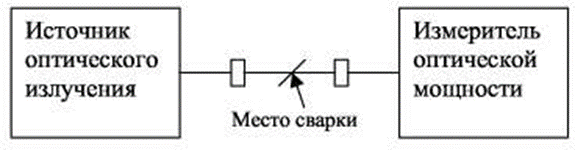 Источник
оптического
излучения
Измеритель
оптической
мощности
Место сварки